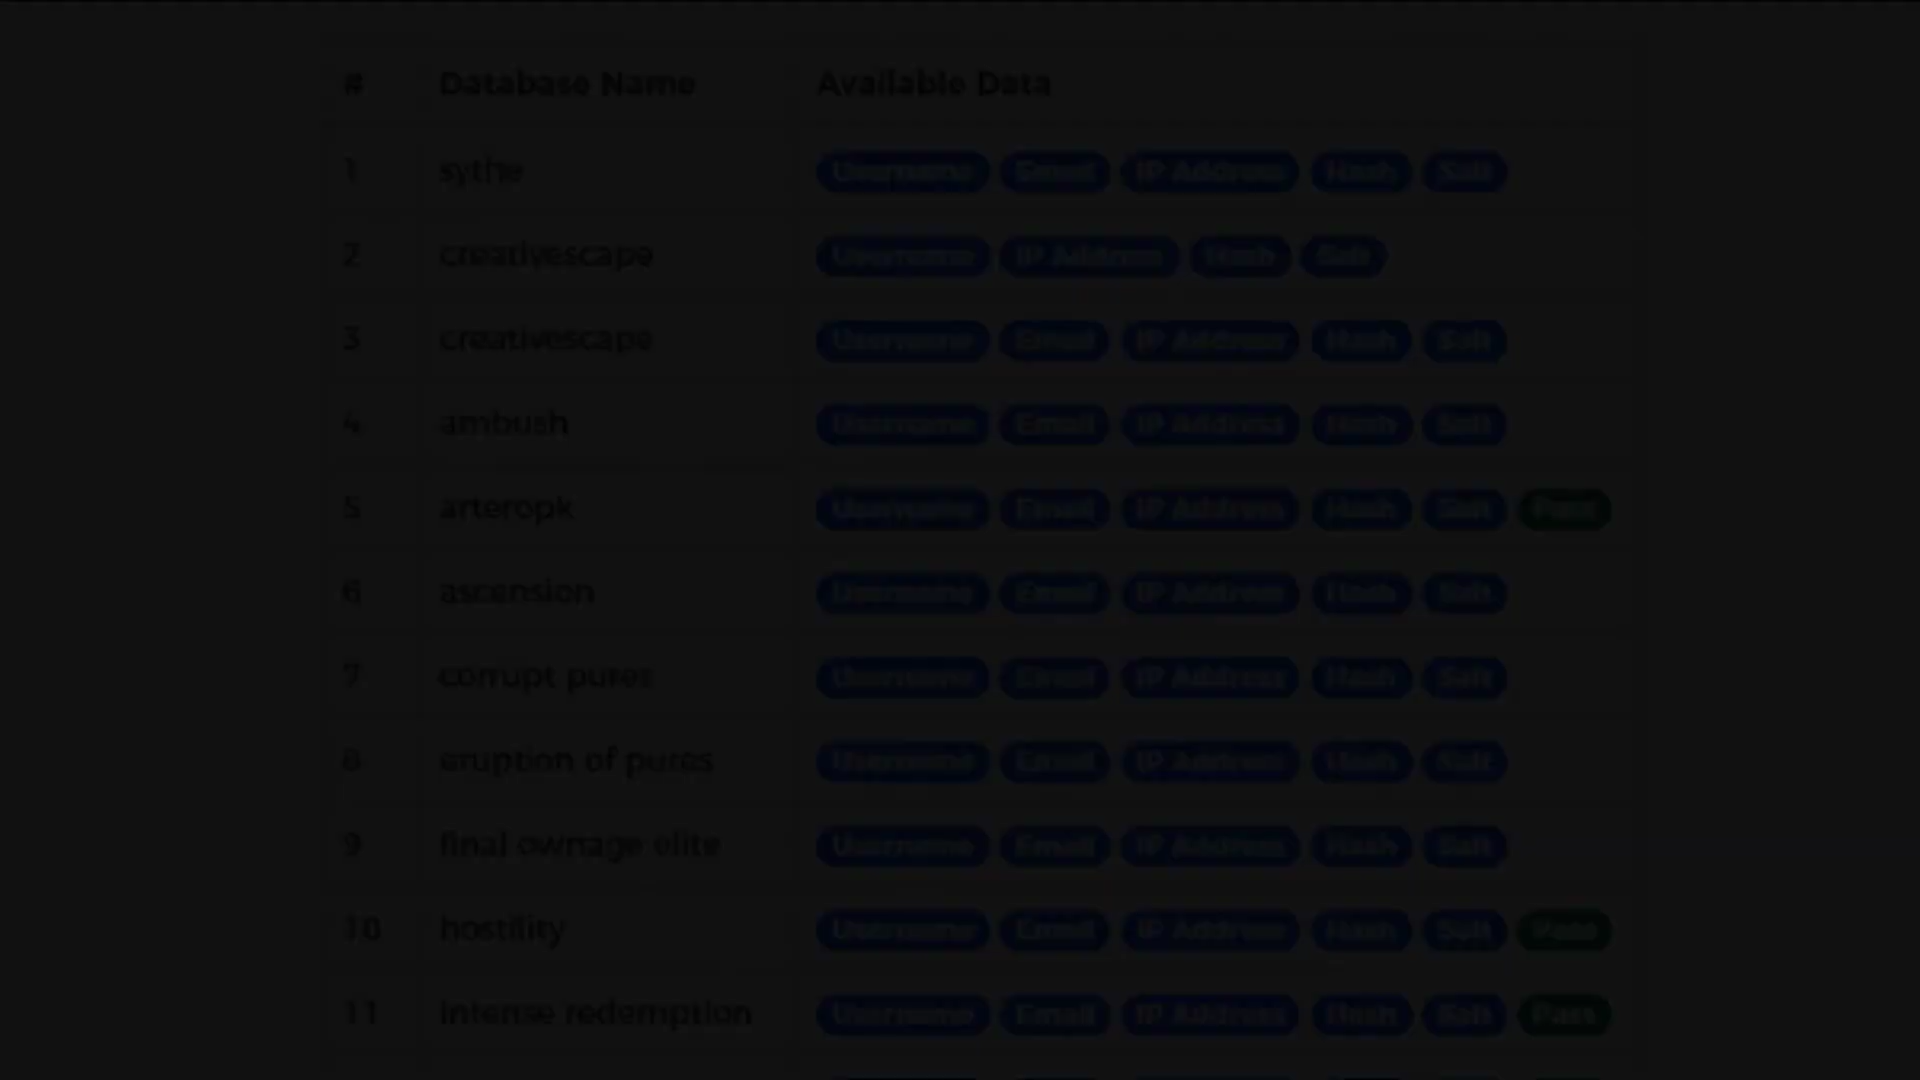 # Database Name Available Data
1 sythe Username Email IP Address Hash Salt
2 creativescape Username IP Address Hash Salt
3 creativescape Username Email IP Address Hash Salt
4 ambush Username Email IP Address Hash Salt
5 arteropk Username Email IP Address Hash Salt Pass
6 ascension Username Email IP Address Hash Salt
7 corrupt pures Username Email IP Address Hash Salt
8 eruption of pures Username Email IP Address Hash Salt
9 final ownage elite Username Email IP Address Hash Salt
10 hostility Username Email IP Address Hash Salt Pass
11 intense redemption Username Email IP Address Hash Salt Pass